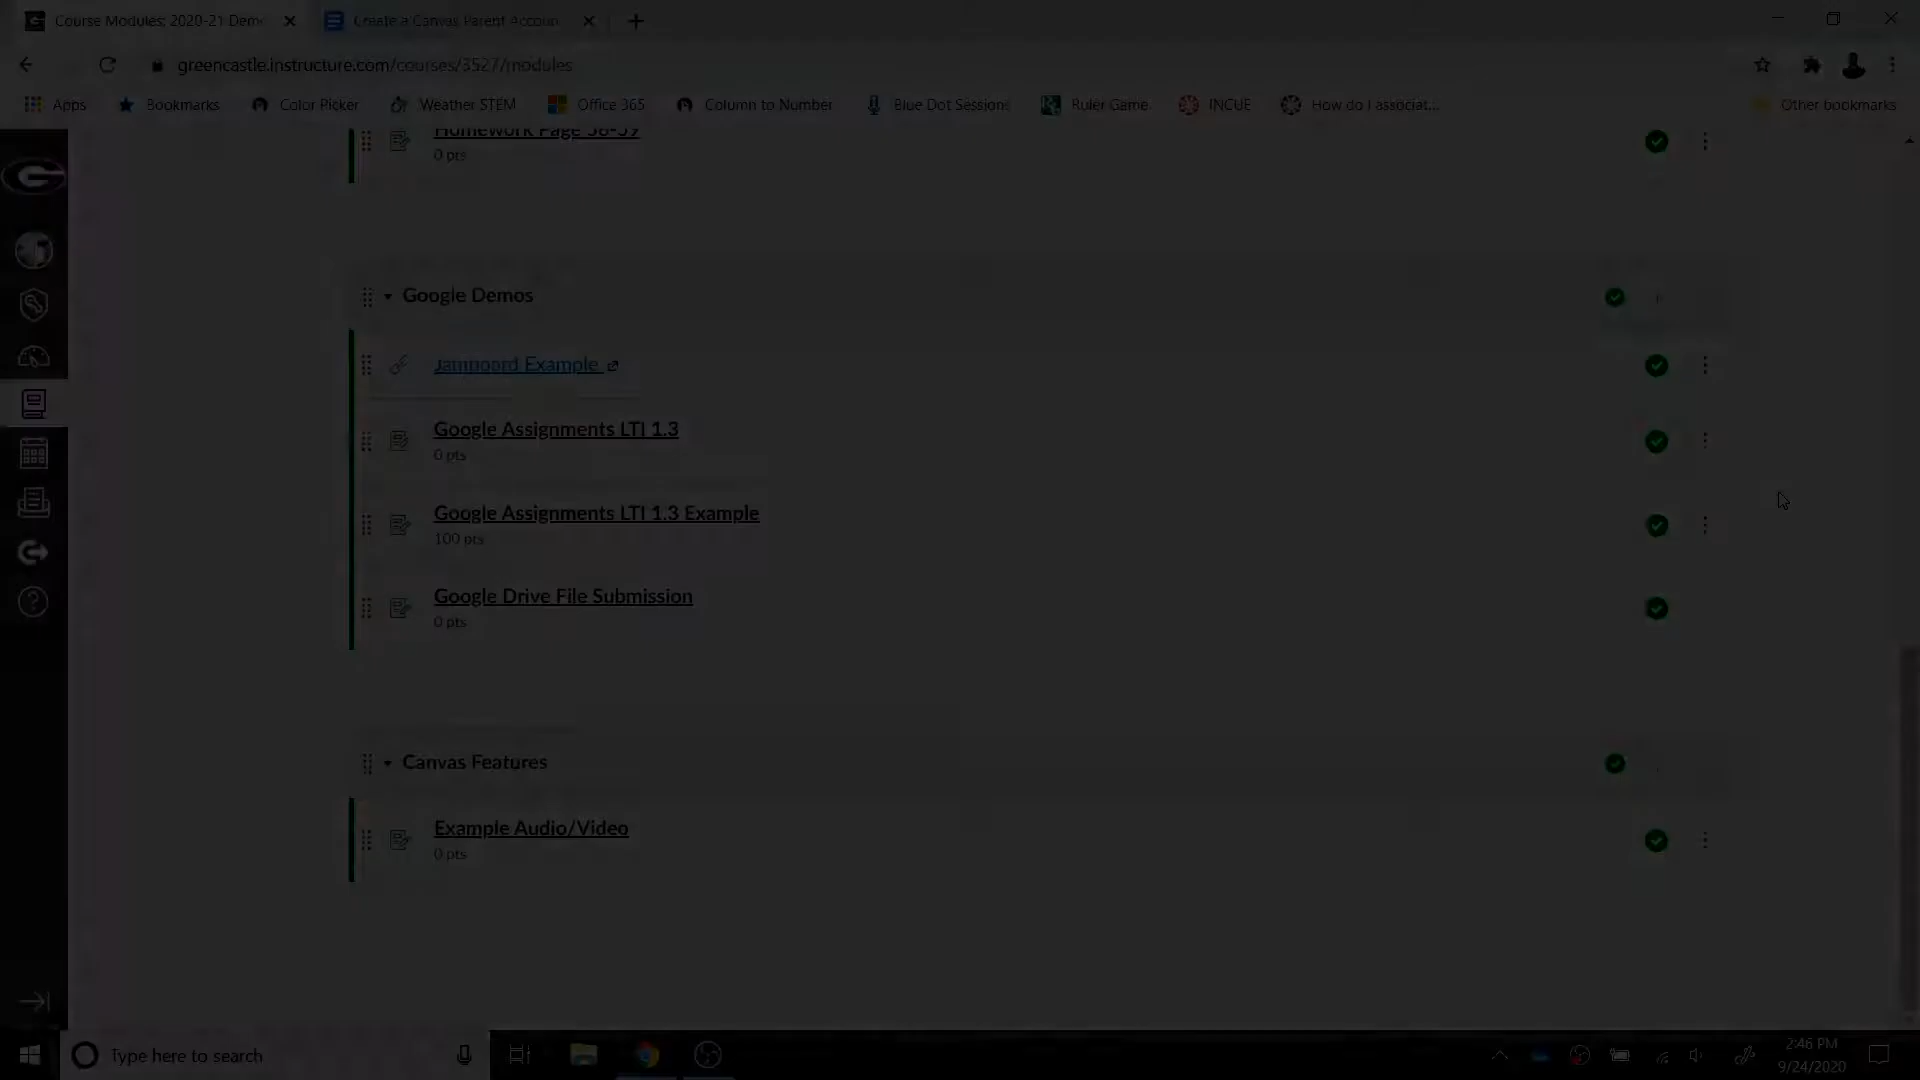 Course Modules: 2020-21 Dem
Create a Canvas Parent Accoun
greencastle.instructure.com/courses/3527/modules
Apps
Bookmarks
Color Picker
Weather STEM
Office 365
Column to Number
Blue Dot Sessions
Ruler Game
INCUE
How do I associat...
Other bookmarks
Homework Page 58-59
0 pts
Google Demos
Jamboard Example
Google Assignments LTI 1.3
0 pts
Google Assignments LTI 1.3 Example
100 pts
Google Drive File Submission
0 pts
Canvas Features
Example Audio/Video
0 pts
Type here to search
2:46 PM
9/24/2020